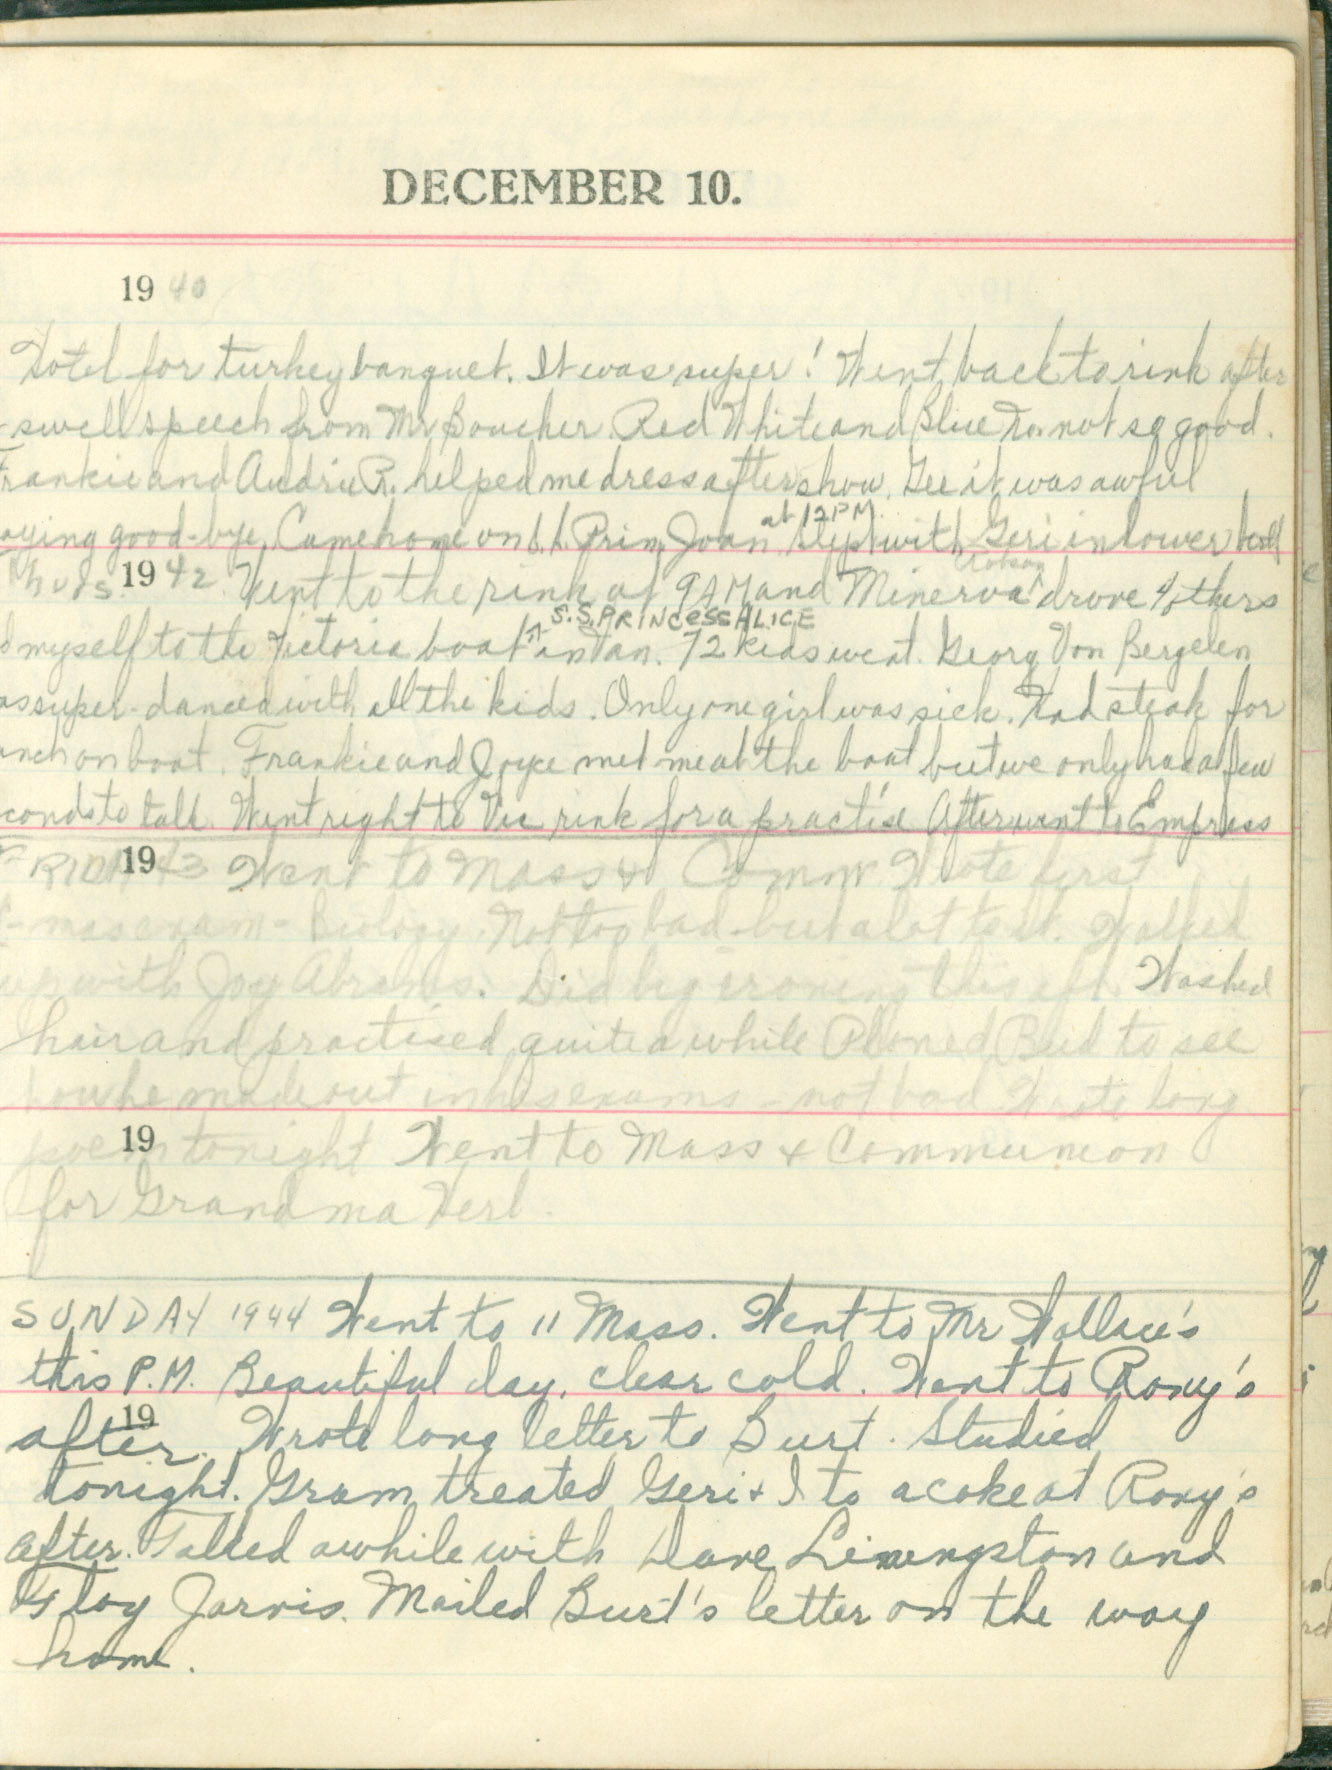 DECEMBER 10.
1940
Hotel for turkey banquet. It was super! Went back to rink after
swell speech from Mr Boucher. Red White and Blue no. not so good.
Frankie and Audrie R. helped me dress after show. Gee it was awful
aying good-bye. Came home on Prin. Joan at 12 PM. Slept with Geri in lower
Thurs. 1942. Went to the rink at 9 AM and Minerva drove 4 others
d myself to the Victoria boat S.S. PRINCESS ALICE in Van. 72 kids went. Georg Von Bergelen
as super - danced with all the kids. Only one girl was sick. Had steak for
unch on boat. Frankie and Joyce met me at the boat but we only had a few
conds to talk. Went right to Vic rink for a practise. After went to Empress
FRIDAY 1943 Went to Mass & Comm. Wrote first
X-mas exam - Biology. Not too bad - but a lot to it. Walked
up with Joy Abrams. Did big ironing this aft. Washed
hair and practised quite a while. Phoned Bud to see
how he made out in his exams - not bad. Wrote long
19
poem tonight Went to Mass & Communion
for Grandma Herl.
SUNDAY 1944 Went to 11 Mass. Went to Mr Wallace's
this P.M. Beautiful day, clear cold. Went to Roxy's
19
after. Wrote long letter to Burt. Studied
tonight. Gram treated Geri & I to a coke at Roxy's
after. Talked awhile with Dave Livingston and
Floy Jarvis. Mailed Burt's letter on the way
home.